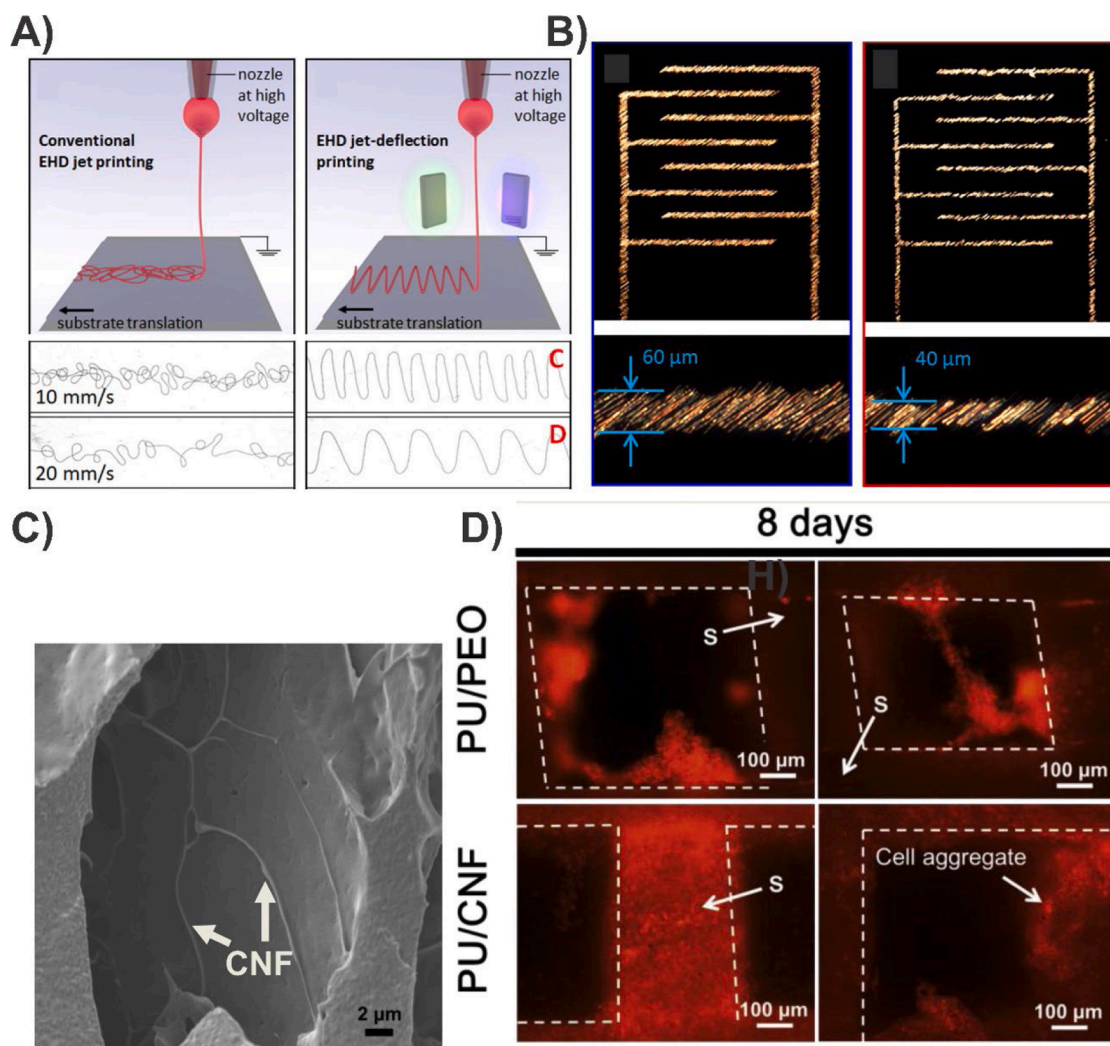 A)
nozzle
at high
voltage
Conventional
EHD jet printing
substrate translation
nozzle
at high
voltage
EHD jet-deflection
printing
substrate translation
10 mm/s
C
20 mm/s
D
B)
60 µm
40 µm
C)
CNF
2 µm
D)
8 days
H)
PU/PEO
S
100 µm
S
100 µm
PU/CNF
S
100 µm
Cell aggregate
100 µm